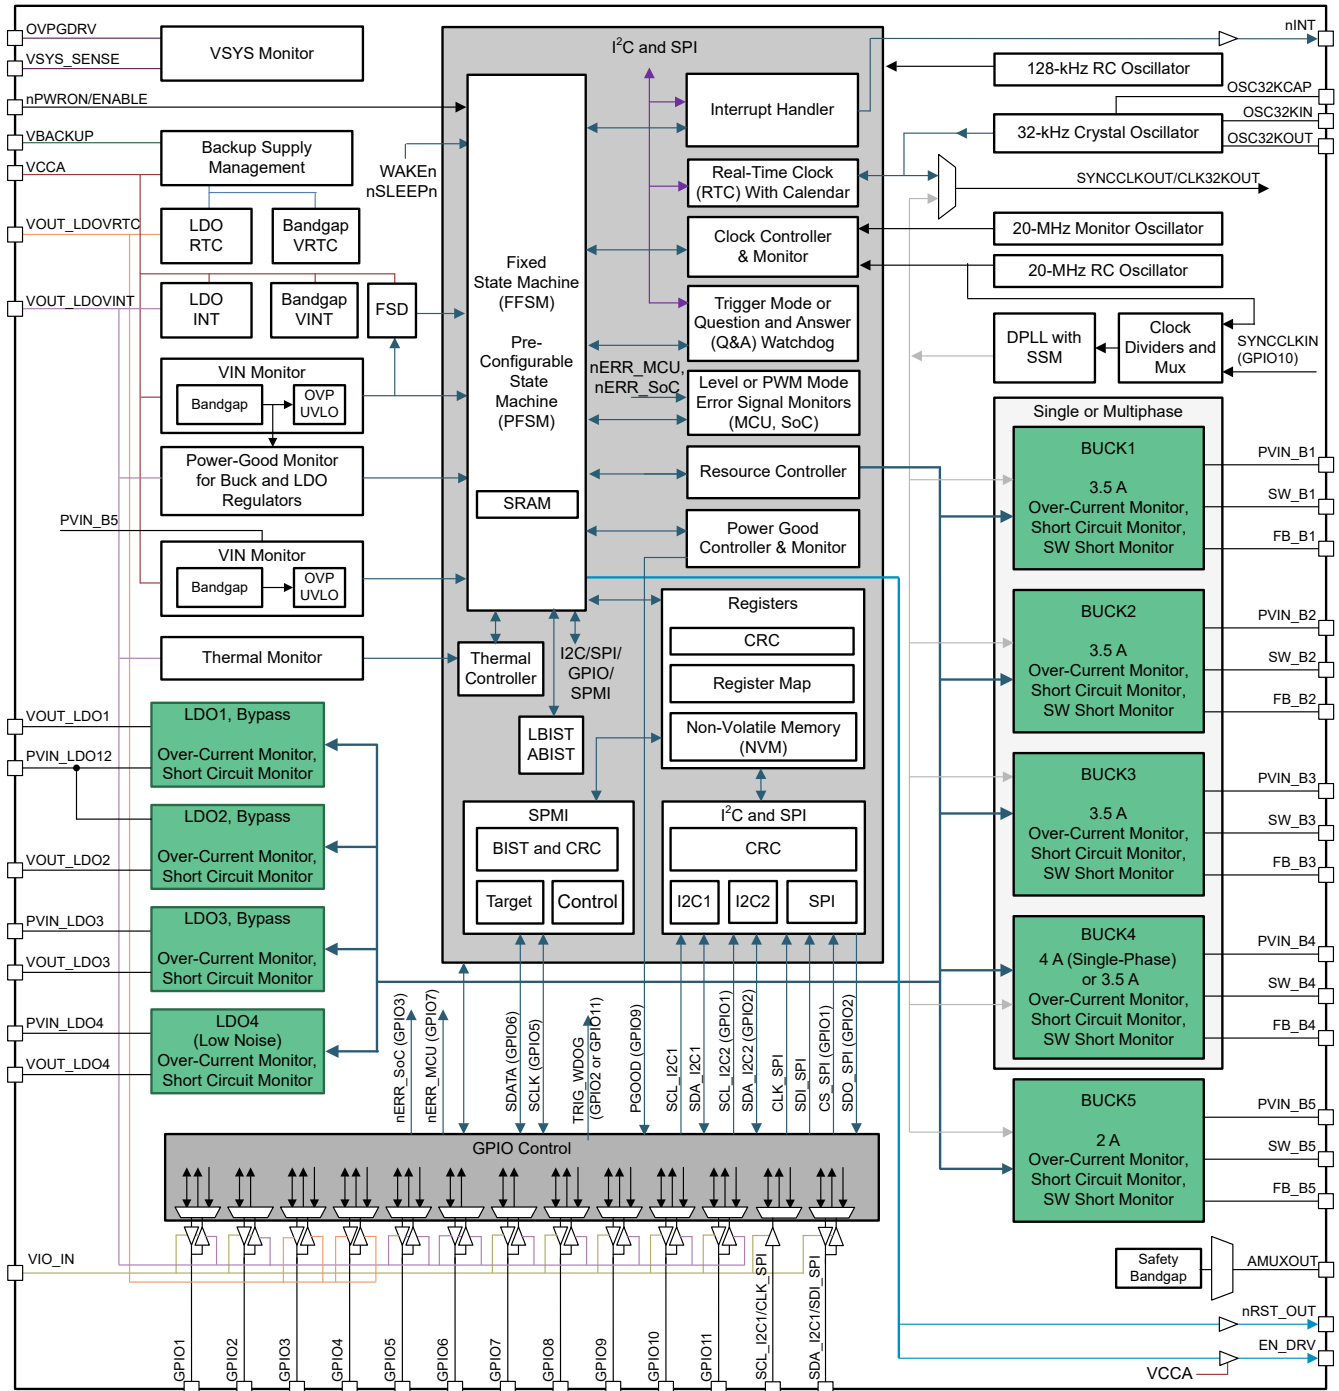 OVPGDRV
VSYS_SENSE
nPWRON/ENABLE
VBACKUP
VCCA
VOUT_LDOVRTC
VOUT_LDOVINT
VSYS Monitor
Backup Supply
Management
LDO
RTC
Bandgap
VRTC
LDO
INT
Bandgap
VINT
FSD
VIN Monitor
Bandgap
OVP
UVLO
Power-Good Monitor
for Buck and LDO
Regulators
PVIN_B5
VIN Monitor
Bandgap
OVP
UVLO
Thermal Monitor
VOUT_LDO1
PVIN_LDO12
VOUT_LDO2
PVIN_LDO3
VOUT_LDO3
PVIN_LDO4
VOUT_LDO4
LDO1, Bypass
Over-Current Monitor,
Short Circuit Monitor
LDO2, Bypass
Over-Current Monitor,
Short Circuit Monitor
LDO3, Bypass
Over-Current Monitor,
Short Circuit Monitor
LDO4
(Low Noise)
Over-Current Monitor,
Short Circuit Monitor
I2C and SPI
WAKEn
nSLEEPn
Fixed
State Machine
(FFSM)
Pre-
Configurable
State
Machine
(PFSM)
SRAM
Interrupt Handler
Real-Time Clock
(RTC) With Calendar
Clock Controller
& Monitor
Trigger Mode or
Question and Answer
(Q&A) Watchdog
nERR_MCU,
nERR_SoC
Level or PWM Mode
Error Signal Monitors
(MCU, SoC)
Resource Controller
Power Good
Controller & Monitor
Thermal
Controller
I2C/SPI/
GPIO/
SPMI
LBIST
ABIST
Registers
CRC
Register Map
Non-Volatile Memory
(NVM)
SPMI
BIST and CRC
Target
Control
I2C and SPI
CRC
I2C1
I2C2
SPI
nINT
128-kHz RC Oscillator
OSC32KCAP
OSC32KIN
OSC32KOUT
32-kHz Crystal Oscillator
SYNCCLKOUT/CLK32KOUT
20-MHz Monitor Oscillator
20-MHz RC Oscillator
DPLL with
SSM
Clock
Dividers and
Mux
SYNCCLKIN
(GPIO10)
Single or Multiphase
BUCK1
3.5 A
Over-Current Monitor,
Short Circuit Monitor,
SW Short Monitor
PVIN_B1
SW_B1
FB_B1
BUCK2
3.5 A
Over-Current Monitor,
Short Circuit Monitor,
SW Short Monitor
PVIN_B2
SW_B2
FB_B2
BUCK3
3.5 A
Over-Current Monitor,
Short Circuit Monitor,
SW Short Monitor
PVIN_B3
SW_B3
FB_B3
BUCK4
4 A (Single-Phase)
or 3.5 A
Over-Current Monitor,
Short Circuit Monitor,
SW Short Monitor
PVIN_B4
SW_B4
FB_B4
BUCK5
2 A
Over-Current Monitor,
Short Circuit Monitor,
SW Short Monitor
PVIN_B5
SW_B5
FB_B5
nERR_SoC (GPIO3)
nERR_MCU (GPIO7)
SDATA (GPIO6)
SCLK (GPIO5)
TRIG_WDOG
(GPIO2 or GPIO11)
PGOOD (GPIO9)
SCL_I2C1
SDA_I2C1
SCL_I2C2 (GPIO1)
SDA_I2C2 (GPIO2)
CLK_SPI
SDI_SPI
CS_SPI (GPIO1)
SDO_SPI (GPIO2)
GPIO Control
VIO_IN
GPIO1
GPIO2
GPIO3
GPIO4
GPIO5
GPIO6
GPIO7
GPIO8
GPIO9
GPIO10
GPIO11
SCL_I2C1/CLK_SPI
SDA_I2C1/SDI_SPI
Safety
Bandgap
AMUXOUT
nRST_OUT
EN_DRV
VCCA